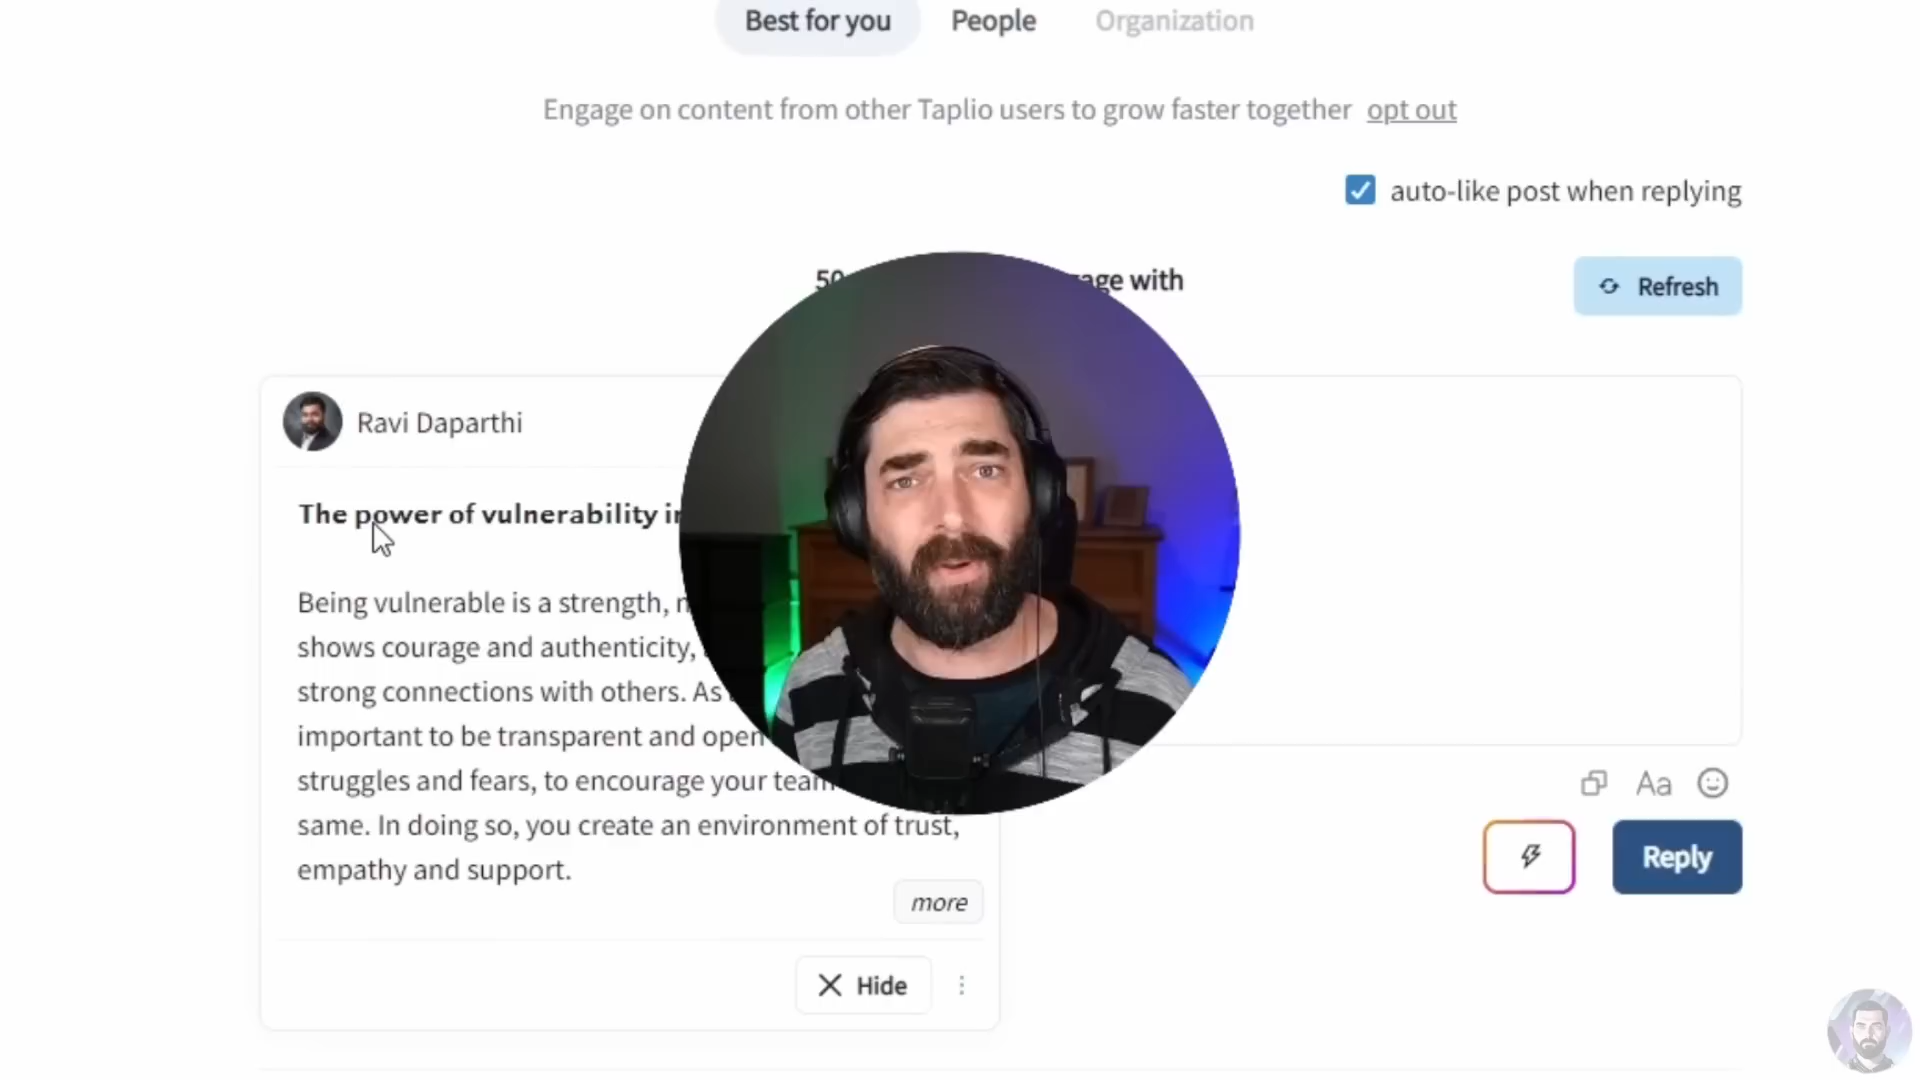 Best for you People Organization
Engage on content from other Taplio users to grow faster together opt out
auto-like post when replying
with
Refresh
Ravi Daparthi
The power of vulnerability
Being vulnerable is a strength,
shows courage and authenticity,
strong connections with others. As
important to be transparent and open
struggles and fears, to encourage your team
same. In doing so, you create an environment of trust,
empathy and support.
more
Aa
Reply
Hide